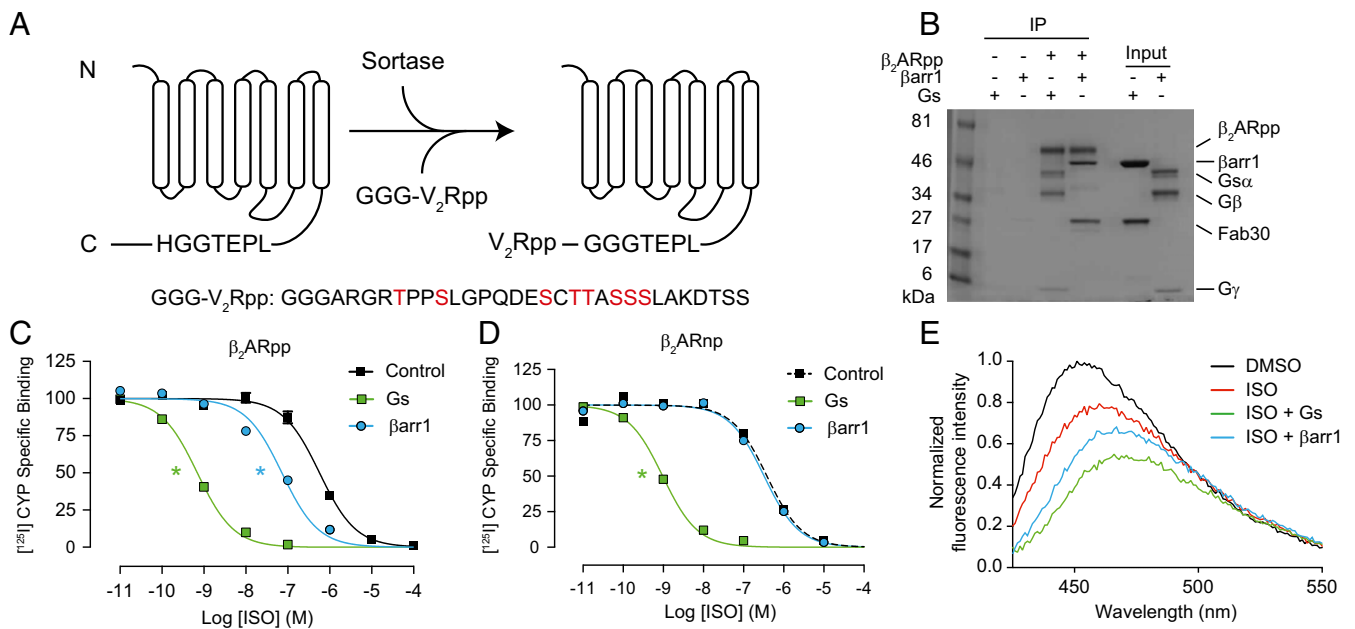 A
N
Sortase
GGG-V₂Rpp
C
HGGTEPL
V₂Rpp
GGGTEPL
GGG-V₂Rpp: GGGARGRTPPSLGPQDESCTTASSSLAKDTSS
B
IP
Input
β₂ARpp - - + +
βarr1 - + - + - +
Gs + - + - + -
81
46
34
27
17
6
kDa
β₂ARpp
βarr1
Gsα
Gβ
Fab30
Gγ
C
β₂ARpp
[¹²⁵I] CYP Specific Binding
125
100
75
50
25
0
-11 -10 -9 -8 -7 -6 -5 -4
Log [ISO] (M)
Control
Gs
βarr1
*
*
D
β₂ARnp
[¹²⁵I] CYP Specific Binding
125
100
75
50
25
0
-11 -10 -9 -8 -7 -6 -5 -4
Log [ISO] (M)
Control
Gs
βarr1
*
E
Normalized
fluorescence intensity
1.0
0.8
0.6
0.4
0.2
0.0
450 500 550
Wavelength (nm)
DMSO
ISO
ISO + Gs
ISO + βarr1